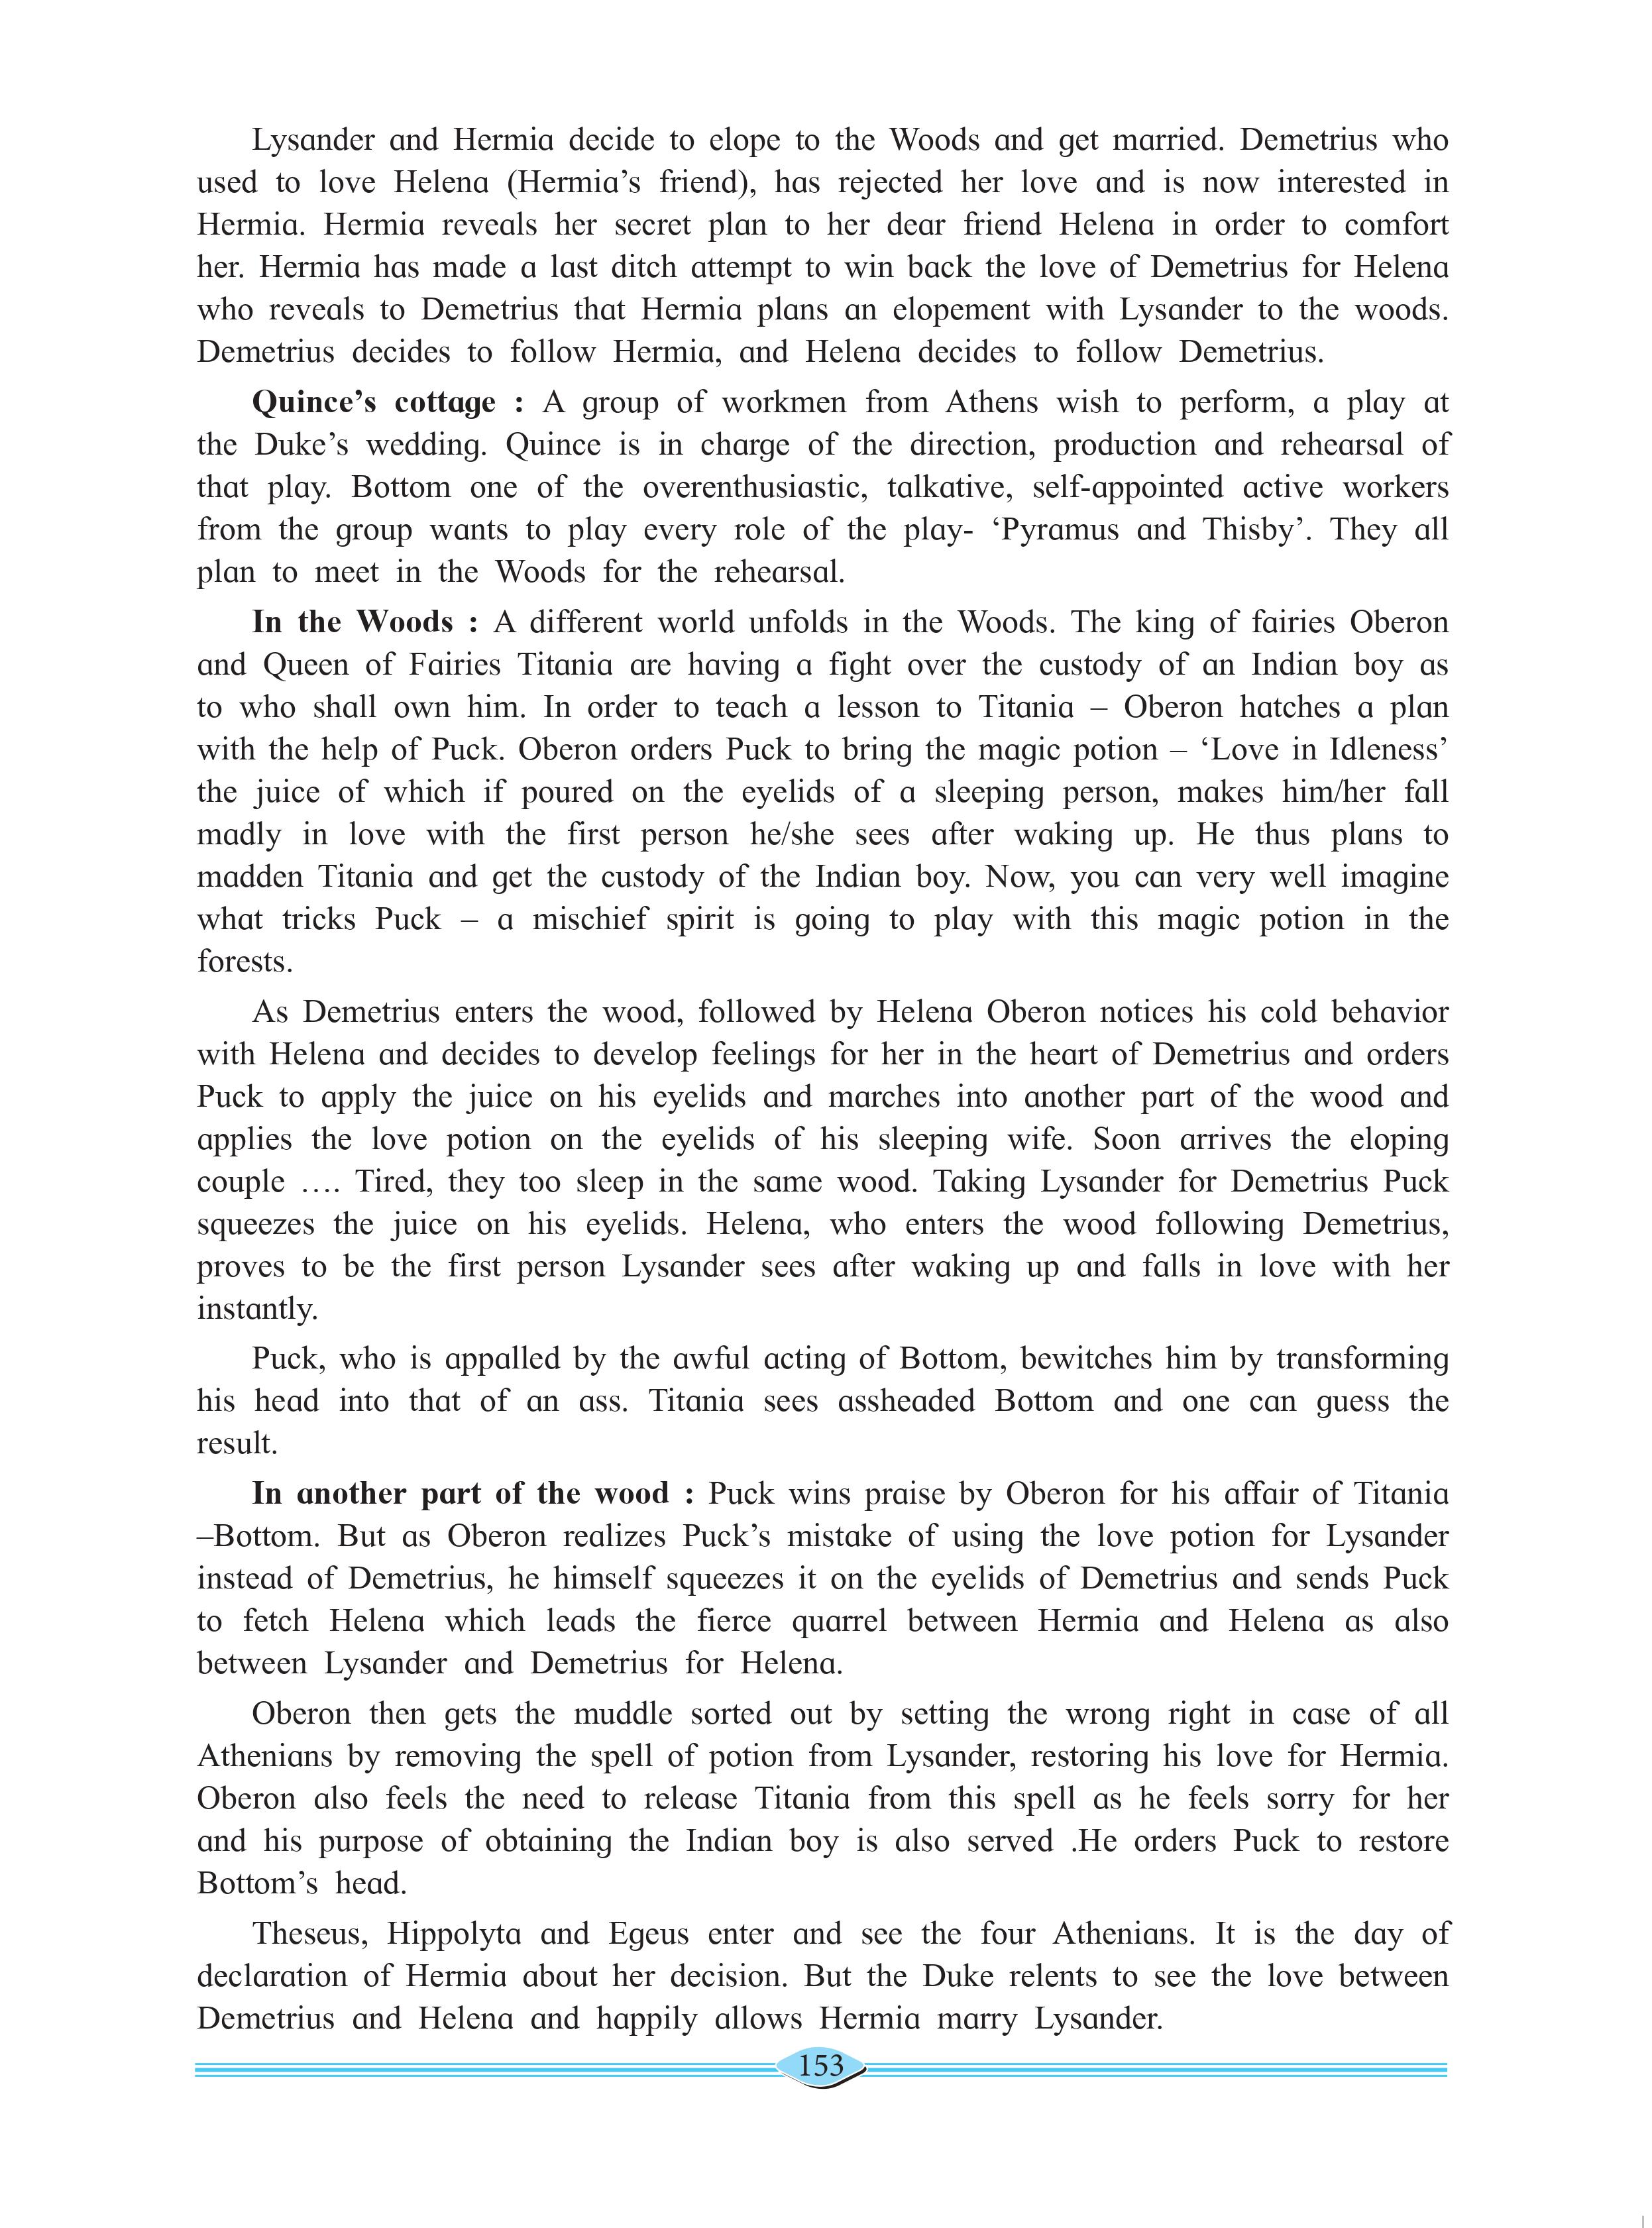 Lysander and Hermia decide to elope to the Woods and get married. Demetrius who
used to love Helena (Hermia’s friend), has rejected her love and is now interested in
Hermia. Hermia reveals her secret plan to her dear friend Helena in order to comfort
her. Hermia has made a last ditch attempt to win back the love of Demetrius for Helena
who reveals to Demetrius that Hermia plans an elopement with Lysander to the woods.
Demetrius decides to follow Hermia, and Helena decides to follow Demetrius.
Quince’s cottage : A group of workmen from Athens wish to perform, a play at
the Duke’s wedding. Quince is in charge of the direction, production and rehearsal of
that play. Bottom one of the overenthusiastic, talkative, self-appointed active workers
from the group wants to play every role of the play- ‘Pyramus and Thisby’. They all
plan to meet in the Woods for the rehearsal.
In the Woods : A different world unfolds in the Woods. The king of fairies Oberon
and Queen of Fairies Titania are having a fight over the custody of an Indian boy as
to who shall own him. In order to teach a lesson to Titania – Oberon hatches a plan
with the help of Puck. Oberon orders Puck to bring the magic potion – ‘Love in Idleness’
the juice of which if poured on the eyelids of a sleeping person, makes him/her fall
madly in love with the first person he/she sees after waking up. He thus plans to
madden Titania and get the custody of the Indian boy. Now, you can very well imagine
what tricks Puck – a mischief spirit is going to play with this magic potion in the
forests.
As Demetrius enters the wood, followed by Helena Oberon notices his cold behavior
with Helena and decides to develop feelings for her in the heart of Demetrius and orders
Puck to apply the juice on his eyelids and marches into another part of the wood and
applies the love potion on the eyelids of his sleeping wife. Soon arrives the eloping
couple …. Tired, they too sleep in the same wood. Taking Lysander for Demetrius Puck
squeezes the juice on his eyelids. Helena, who enters the wood following Demetrius,
proves to be the first person Lysander sees after waking up and falls in love with her
instantly.
Puck, who is appalled by the awful acting of Bottom, bewitches him by transforming
his head into that of an ass. Titania sees assheaded Bottom and one can guess the
result.
In another part of the wood : Puck wins praise by Oberon for his affair of Titania
–Bottom. But as Oberon realizes Puck’s mistake of using the love potion for Lysander
instead of Demetrius, he himself squeezes it on the eyelids of Demetrius and sends Puck
to fetch Helena which leads the fierce quarrel between Hermia and Helena as also
between Lysander and Demetrius for Helena.
Oberon then gets the muddle sorted out by setting the wrong right in case of all
Athenians by removing the spell of potion from Lysander, restoring his love for Hermia.
Oberon also feels the need to release Titania from this spell as he feels sorry for her
and his purpose of obtaining the Indian boy is also served .He orders Puck to restore
Bottom’s head.
Theseus, Hippolyta and Egeus enter and see the four Athenians. It is the day of
declaration of Hermia about her decision. But the Duke relents to see the love between
Demetrius and Helena and happily allows Hermia marry Lysander.
153